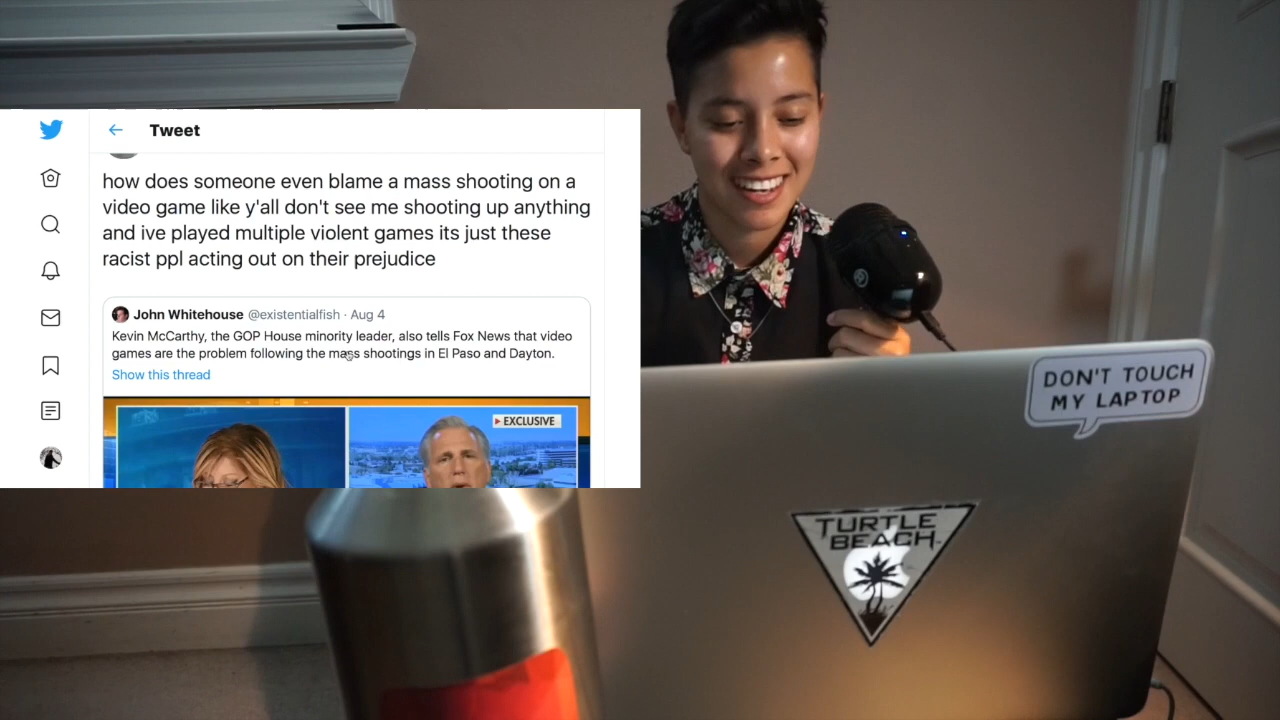 Tweet
how does someone even blame a mass shooting on a
video game like y'all don't see me shooting up anything
and ive played multiple violent games its just these
racist ppl acting out on their prejudice
John Whitehouse @existentialfish · Aug 4
Kevin McCarthy, the GOP House minority leader, also tells Fox News that video
games are the problem following the mass shootings in El Paso and Dayton.
Show this thread
EXCLUSIVE
DON'T TOUCH
MY LAPTOP
TURTLE
BEACH